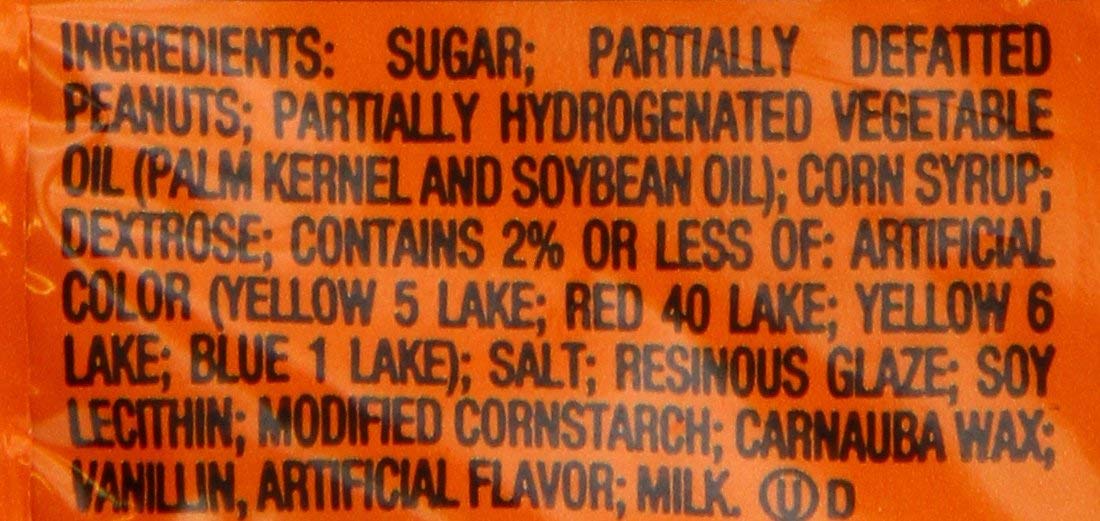 INGREDIENTS: SUGAR; PARTIALLY DEFATTED
PEANUTS; PARTIALLY HYDROGENATED VEGETABLE
OIL (PALM KERNEL AND SOYBEAN OIL); CORN SYRUP;
DEXTROSE; CONTAINS 2% OR LESS OF: ARTIFICIAL
COLOR (YELLOW 5 LAKE; RED 40 LAKE; YELLOW 6
LAKE; BLUE 1 LAKE); SALT; RESINOUS GLAZE; SOY
LECITHIN; MODIFIED CORNSTARCH; CARNAUBA WAX;
VANILLIN, ARTIFICIAL FLAVOR; MILK. Ⓤ D